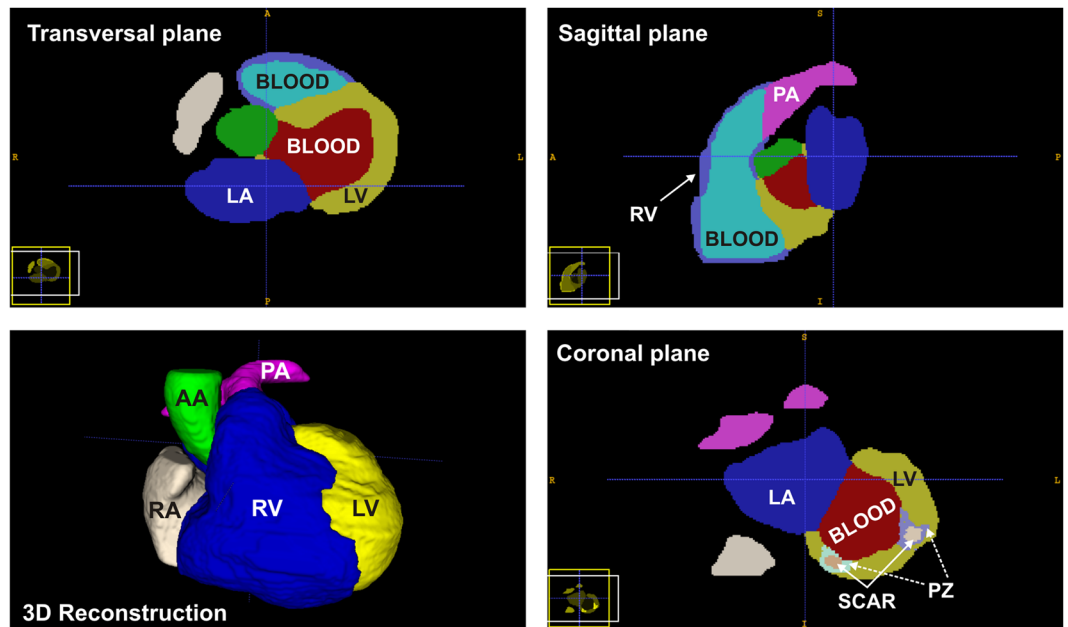 Transversal plane
A
BLOOD
BLOOD
R
L
LA
LV
P
Sagittal plane
S
PA
A
P
RV
BLOOD
I
PA
AA
RA
RV
LV
3D Reconstruction
Coronal plane
S
LV
R
L
LA
BLOOD
PZ
SCAR
I